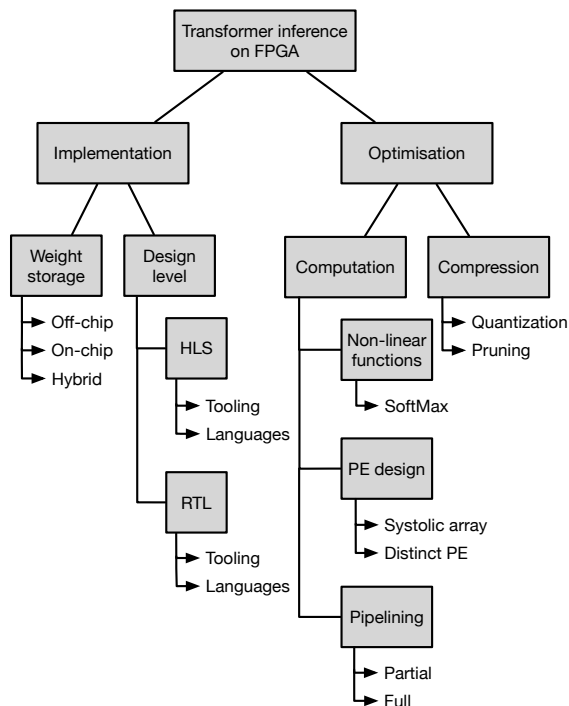 Transformer inference
on FPGA
Implementation
Optimisation
Weight
storage
Design
level
Computation
Compression
Off-chip
On-chip
Hybrid
HLS
Tooling
Languages
RTL
Tooling
Languages
Non-linear
functions
SoftMax
PE design
Systolic array
Distinct PE
Pipelining
Partial
Full
Quantization
Pruning